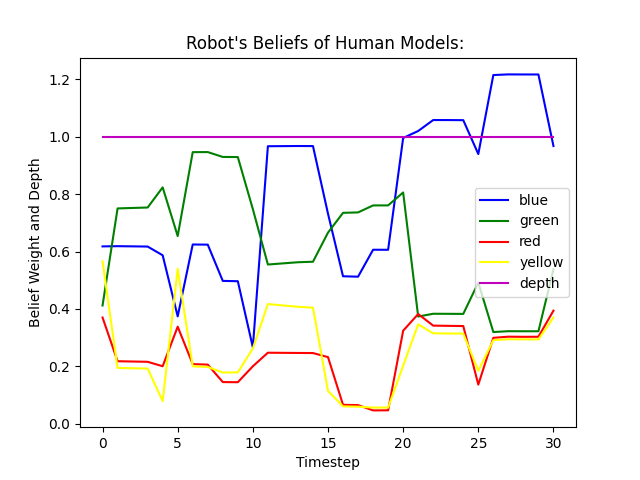 Robot's Beliefs of Human Models:
Belief Weight and Depth
1.2
1.0
0.8
0.6
0.4
0.2
0.0
blue
green
red
yellow
depth
0 5 10 15 20 25 30
Timestep